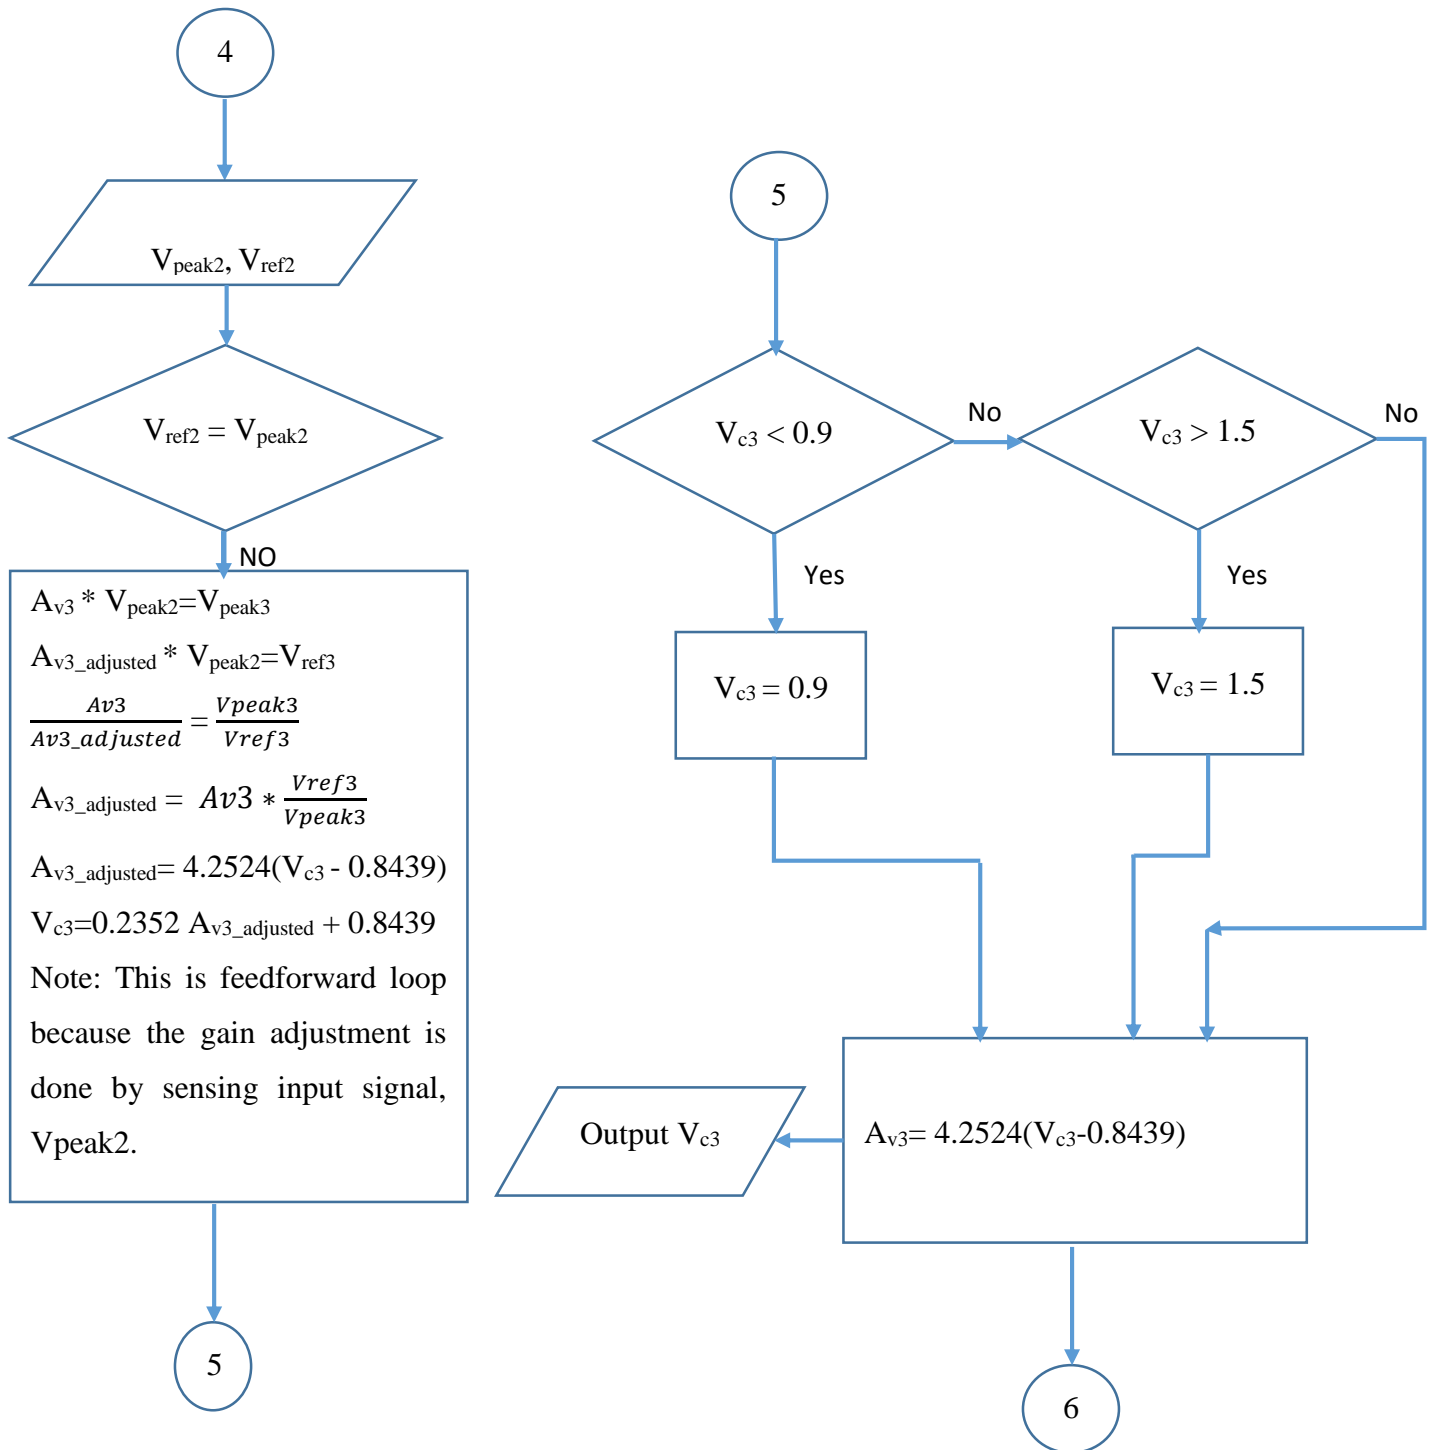 4
Vpeak2, Vref2
Vref2 = Vpeak2
NO
Av3 * Vpeak2=Vpeak3
Av3_adjusted * Vpeak2=Vref3
Av3/Av3_adjusted = Vpeak3/Vref3
Av3_adjusted = Av3 * Vref3/Vpeak3
Av3_adjusted= 4.2524(Vc3 - 0.8439)
Vc3=0.2352 Av3_adjusted + 0.8439
Note: This is feedforward loop
because the gain adjustment is
done by sensing input signal,
Vpeak2.
5
5
Vc3 < 0.9
No
Vc3 > 1.5
No
Yes
Yes
Vc3 = 0.9
Vc3 = 1.5
Av3= 4.2524(Vc3-0.8439)
Output Vc3
6